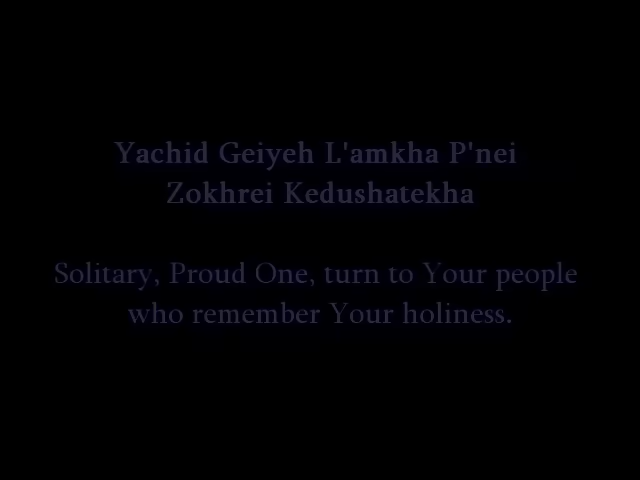 Yachid Geiyeh L'amkha P'nei
Zokhrei Kedushatekha
Solitary, Proud One, turn to Your people
who remember Your holiness.